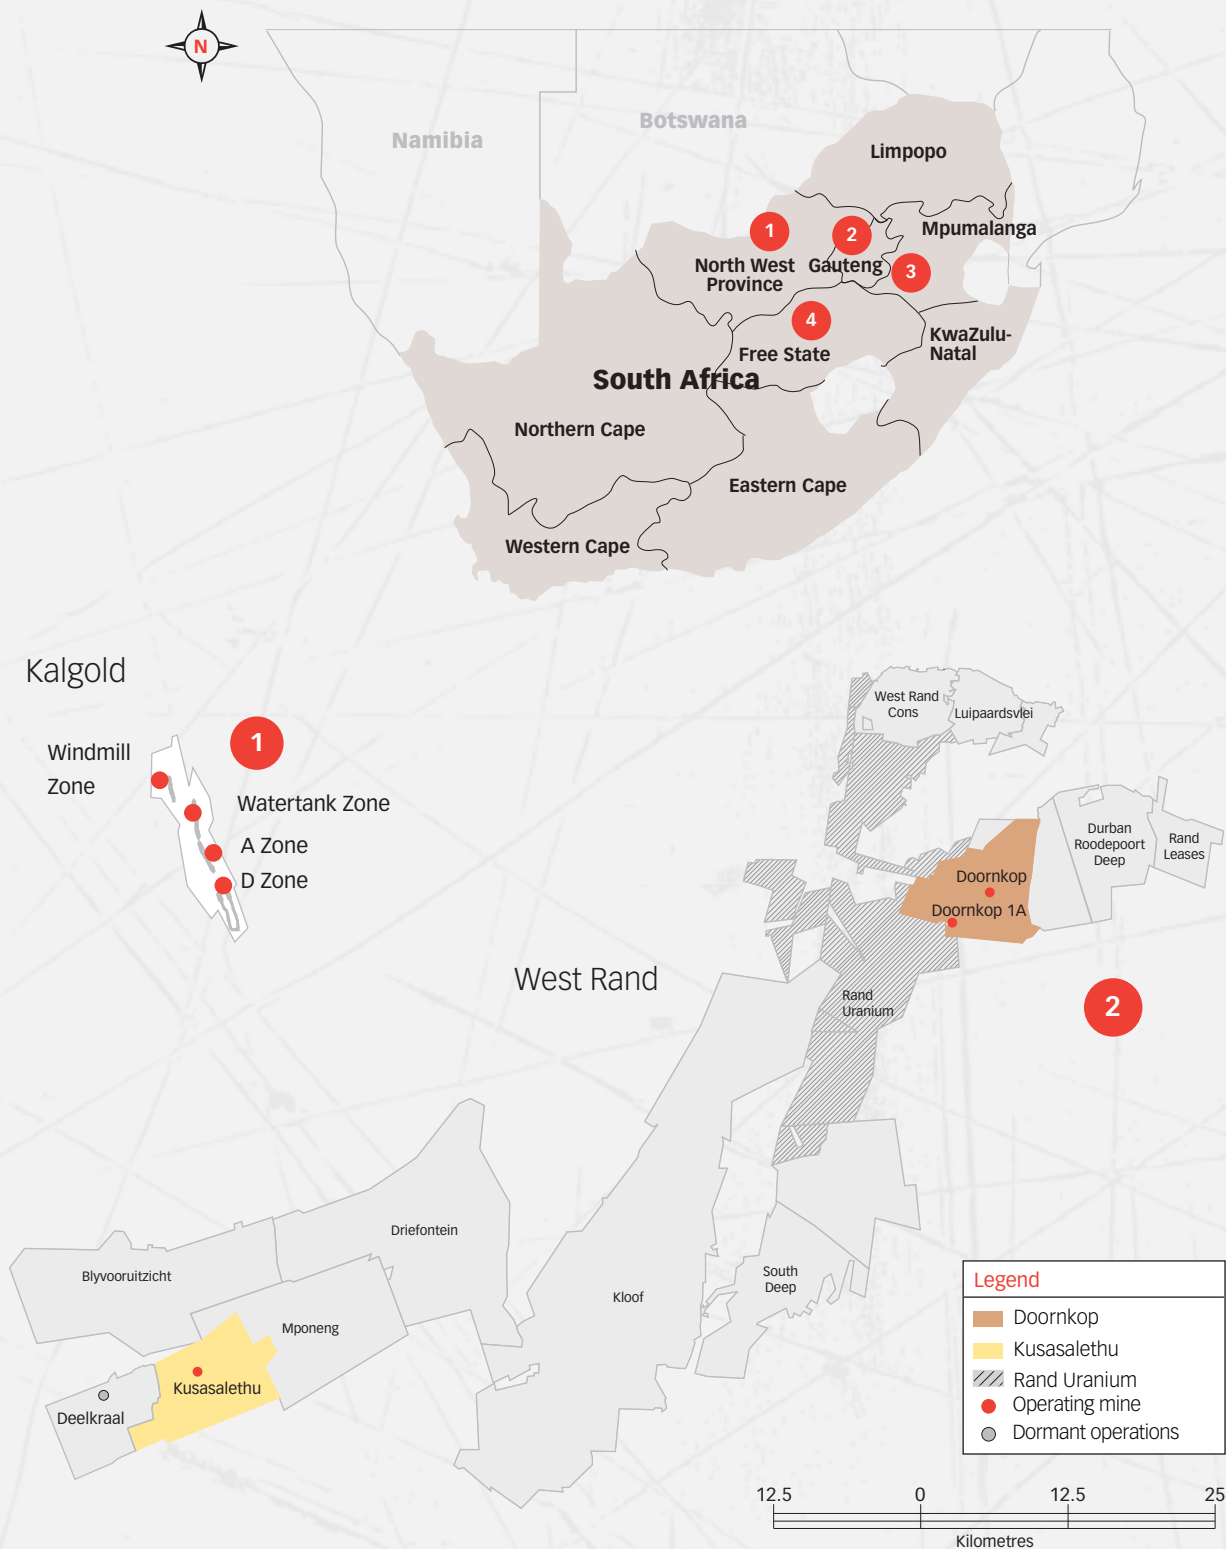 N
Namibia
Botswana
Limpopo
1
2
Mpumalanga
North West
Province
Gauteng
3
4
Free State
KwaZulu-
Natal
South Africa
Northern Cape
Eastern Cape
Western Cape
Kalgold
1
Windmill
Zone
Watertank Zone
A Zone
D Zone
West Rand
Cons
Luipaardsvlei
Durban
Roodepoort
Deep
Rand
Leases
Doornkop
Doornkop 1A
West Rand
Rand
Uranium
2
Driefontein
Blyvooruitzicht
Kloof
South
Deep
Mponeng
Kusasalethu
Deelkraal
Legend
Doornkop
Kusasalethu
Rand Uranium
Operating mine
Dormant operations
12.5 0 12.5 25
Kilometres